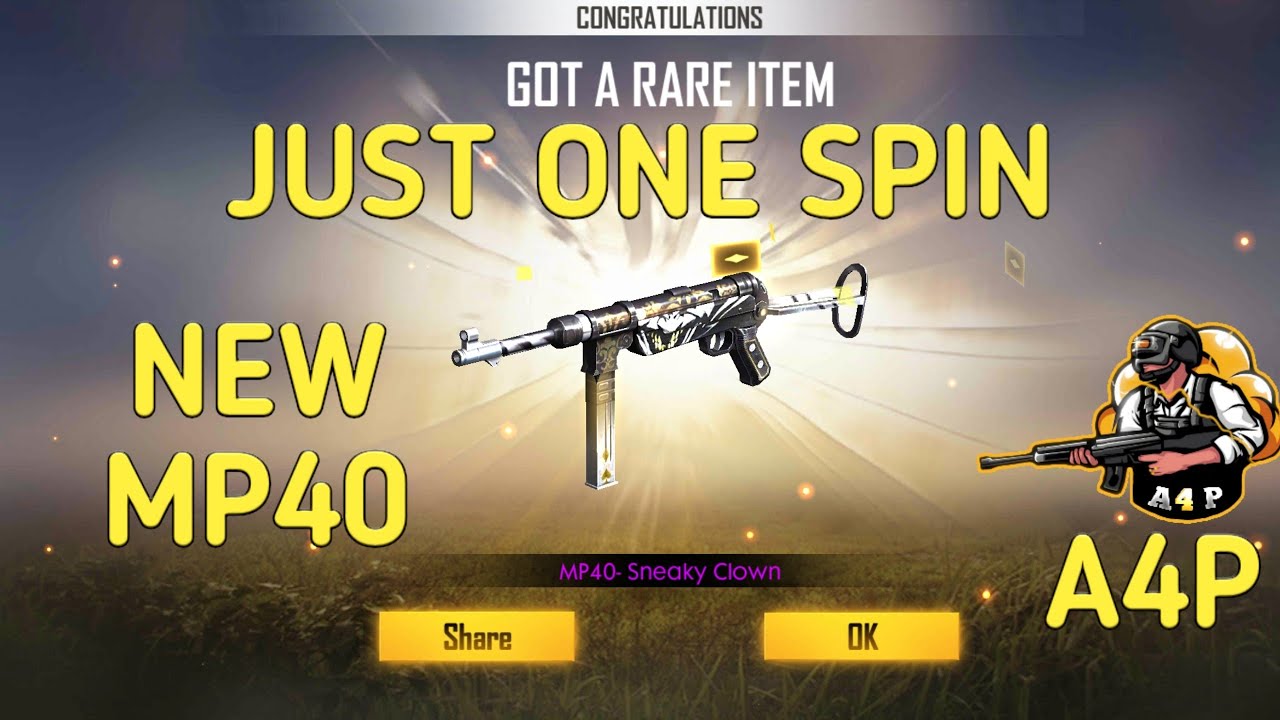 CONGRATULATIONS
GOT A RARE ITEM
JUST ONE SPIN
NEW
MP40
A4P
A4P
MP40- Sneaky Clown
Share
OK